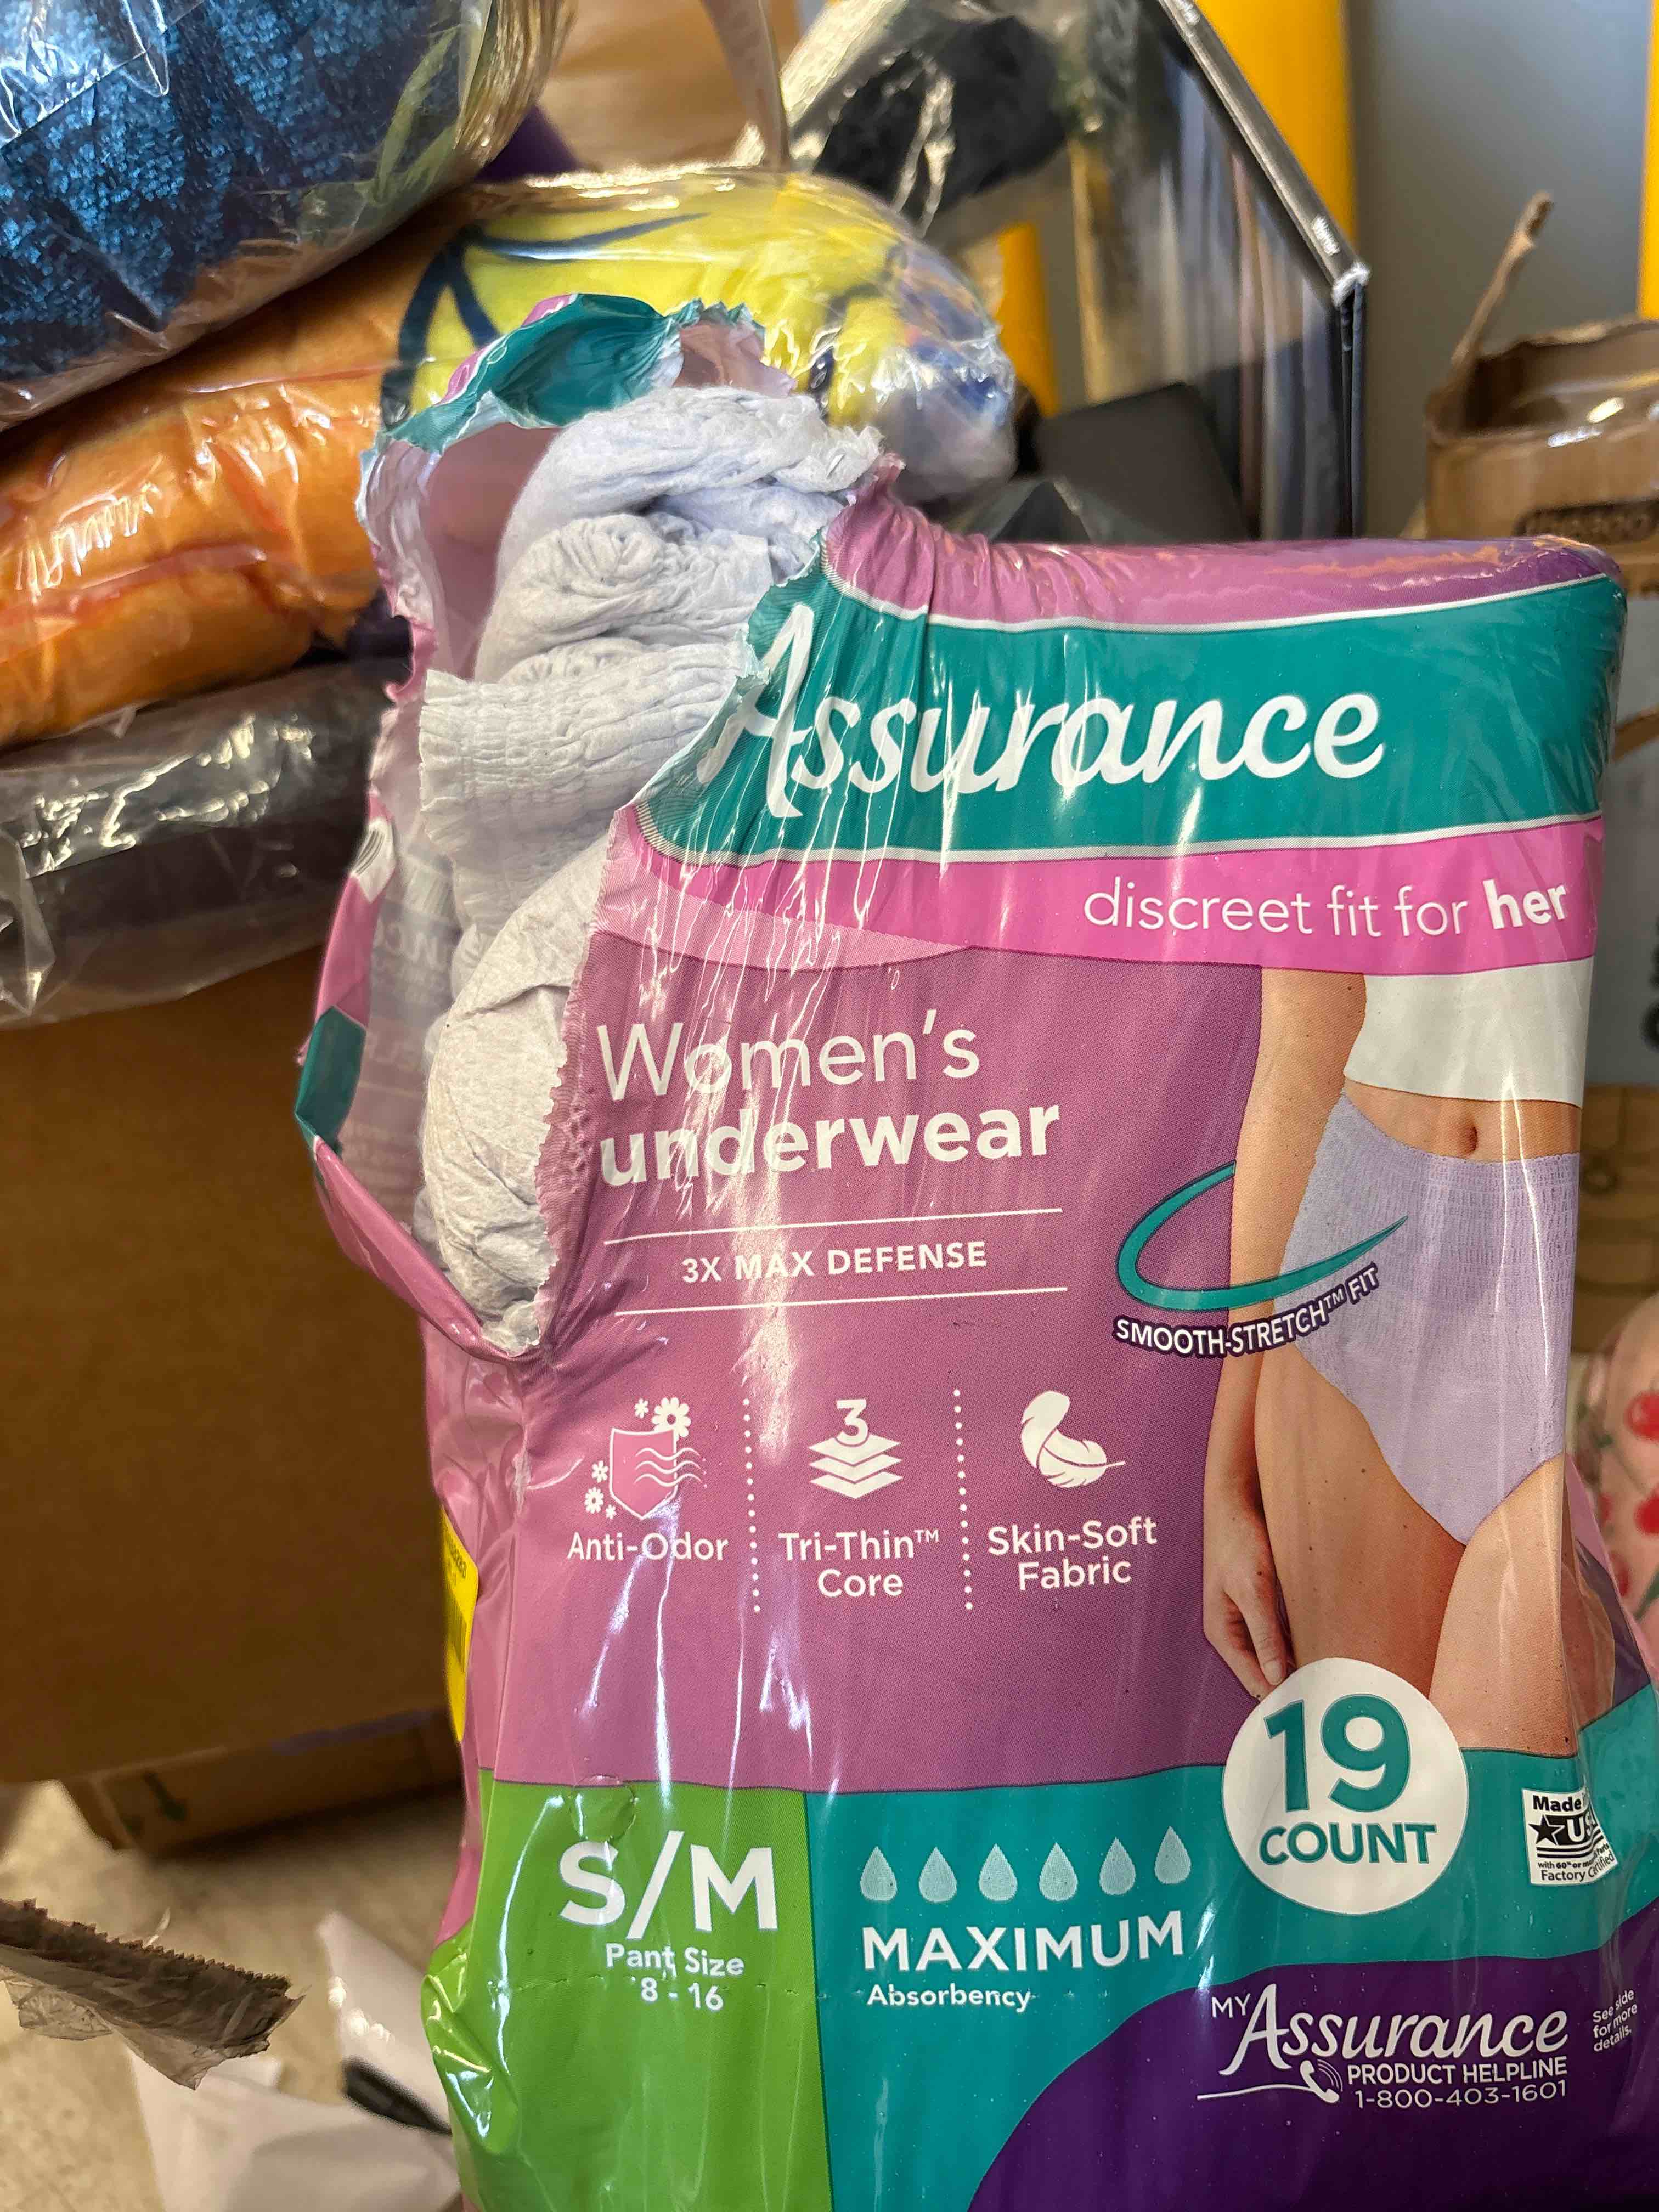 Assurance
discreet fit for her
Women's
underwear
3X MAX DEFENSE
SMOOTH-STRETCH™ FIT
3
Anti-Odor
Tri-Thin™
Core
Skin-Soft
Fabric
19
COUNT
S/M
Pant Size
8 - 16
MAXIMUM
Absorbency
Made
US
Factory Certified
MY Assurance
PRODUCT HELPLINE
1-800-403-1601
See side
for more
details.